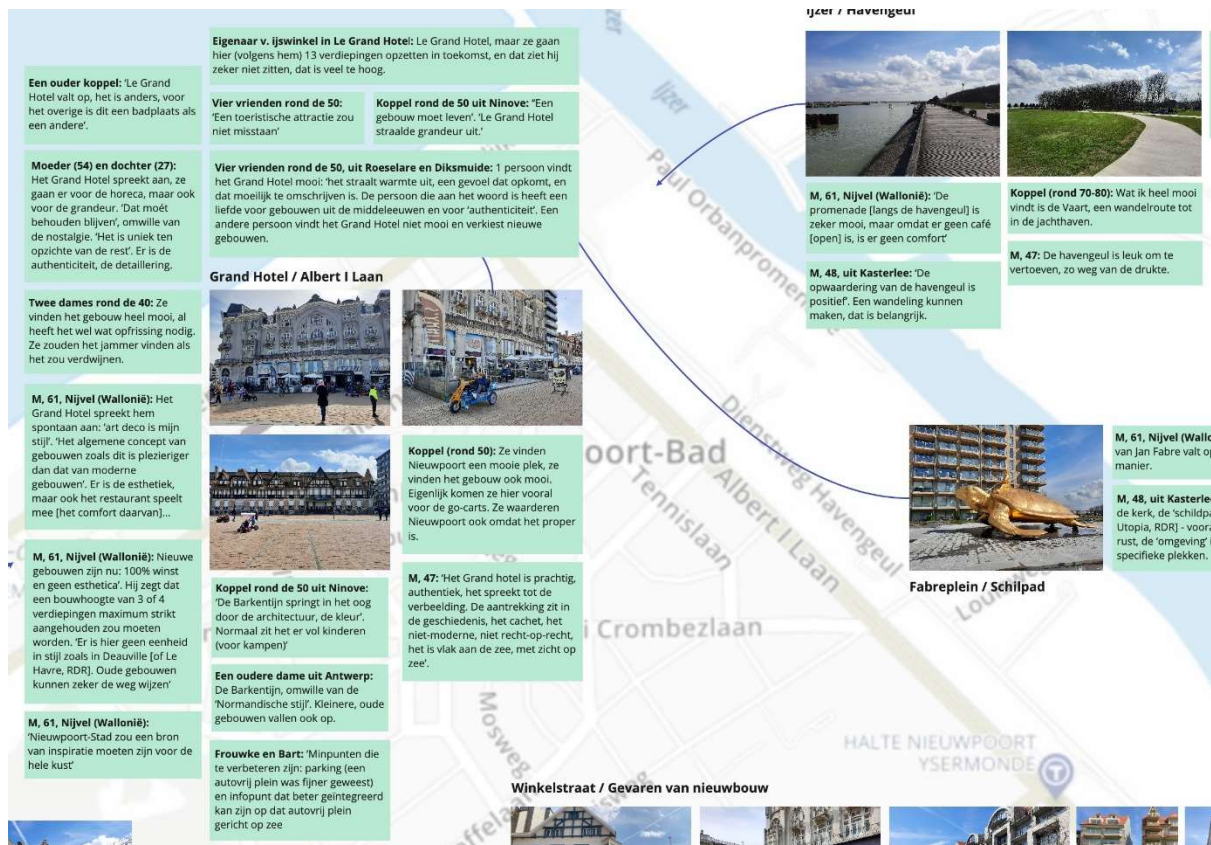 Ijzer / Havengeul
Eigenaar v. ijswinkel in Le Grand Hotel: Le Grand Hotel, maar ze gaan
hier (volgens hem) 13 verdiepingen opzetten in toekomst, en dat ziet hij
zeker niet zitten, dat is veel te hoog.
Een ouder koppel: 'Le Grand
Hotel valt op, het is anders, voor
het overige is dit een badplaats als
een andere'.
Vier vrienden rond de 50:
'Een toeristische attractie zou
niet misstaan'
Koppel rond de 50 uit Ninove: "Een
gebouw moet leven'. 'Le Grand Hotel
straalde grandeur uit.'
Moeder (54) en dochter (27):
Het Grand Hotel spreekt aan, ze
gaan er voor de horeca, maar ook
voor de grandeur. 'Dat moét
behouden blijven', omwille van
de nostalgie. 'Het is uniek ten
opzichte van de rest'. Er is de
authenticiteit, de detaillering.
Vier vrienden rond de 50, uit Roeselare en Diksmuide: 1 persoon vindt
het Grand Hotel mooi: 'het straalt warmte uit, een gevoel dat opkomt, en
dat moeilijk te omschrijven is. De persoon die aan het woord is heeft een
liefde voor gebouwen uit de middeleeuwen en voor 'authenticiteit'. Een
andere persoon vindt het Grand Hotel niet mooi en verkiest nieuwe
gebouwen.
Grand Hotel / Albert I Laan
Twee dames rond de 40: Ze
vinden het gebouw heel mooi, al
heeft het wel wat opfrissing nodig.
Ze zouden het jammer vinden als
het zou verdwijnen.
M, 61, Nijvel (Wallonië): Het
Grand Hotel spreekt hem
spontaan aan: 'art deco is mijn
stijl'. 'Het algemene concept van
gebouwen zoals dit is plezieriger
dan dat van moderne
gebouwen'. Er is de esthetiek,
maar ook het restaurant speelt
mee [het comfort daarvan]...
M, 61, Nijvel (Wallonië): Nieuwe
gebouwen zijn nu: 100% winst
en geen esthetica'. Hij zegt dat
een bouwhoogte van 3 of 4
verdiepingen maximum strikt
aangehouden zou moeten
worden. 'Er is hier geen eenheid
in stijl zoals in Deauville [of Le
Havre, RDR]. Oude gebouwen
kunnen zeker de weg wijzen'
M, 61, Nijvel (Wallonië):
'Nieuwpoort-Stad zou een bron
van inspiratie moeten zijn voor de
hele kust'
Koppel rond de 50 uit Ninove:
'De Barkentijn springt in het oog
door de architectuur, de kleur'.
Normaal zit het er vol kinderen
(voor kampen)'
Een oudere dame uit Antwerp:
De Barkentijn, omwille van de
'Normandische stijl'. Kleinere, oude
gebouwen vallen ook op.
Frouwke en Bart: 'Minpunten die
te verbeteren zijn: parking (een
autovrij plein was fijner geweest)
en infopunt dat beter geïntegreerd
kan zijn op dat autovrij plein
gericht op zee
Koppel (rond 50): Ze vinden
Nieuwpoort een mooie plek, ze
vinden het gebouw ook mooi.
Eigenlijk komen ze hier vooral
voor de go-carts. Ze waarderen
Nieuwpoort ook omdat het proper
is.
M, 47: 'Het Grand hotel is prachtig,
authentiek, het spreekt tot de
verbeelding. De aantrekking zit in
de geschiedenis, het cachet, het
niet-moderne, niet recht-op-recht,
het is vlak aan de zee, met zicht op
zee'.
M, 61, Nijvel (Wallonië): 'De
promenade [langs de havengeul] is
zeker mooi, maar omdat er geen café
[open] is, is er geen comfort'
M, 48, uit Kasterlee: 'De
opwaardering van de havengeul is
positief'. Een wandeling kunnen
maken, dat is belangrijk.
Koppel (rond 70-80): Wat ik heel mooi
vindt is de Vaart, een wandelroute tot
in de jachthaven.
M, 47: De havengeul is leuk om te
vertoeven, zo weg van de drukte.
M, 61, Nijvel (Wallo
van Jan Fabre valt op
manier.
M, 48, uit Kasterlee
de kerk, de 'schildpa
Utopia, RDR] - voora
rust, de 'omgeving' i
specifieke plekken.
Fabreplein / Schilpad
Winkelstraat / Gevaren van nieuwbouw
Ijzer
Paul Orbanpromen
oort-Bad
Dienstweg Havengeul
Tennislaan
Albert I Laan
i Crombezlaan
Mosweg
HALTE NIEUWPOORT
YSERMONDE
T